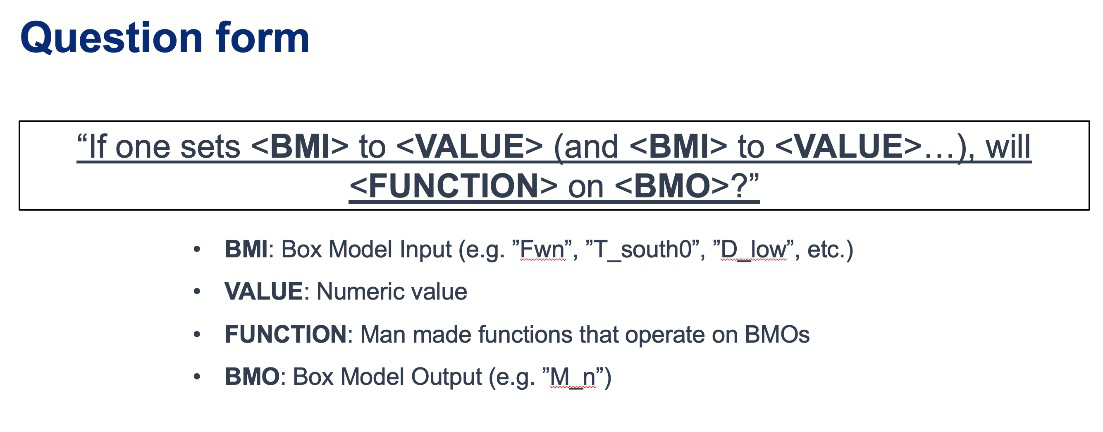 Question form
“If one sets <BMI> to <VALUE> (and <BMI> to <VALUE>…), will
<FUNCTION> on <BMO>?”
• BMI: Box Model Input (e.g. ”Fwn”, ”T_south0”, ”D_low”, etc.)
• VALUE: Numeric value
• FUNCTION: Man made functions that operate on BMOs
• BMO: Box Model Output (e.g. ”M_n”)